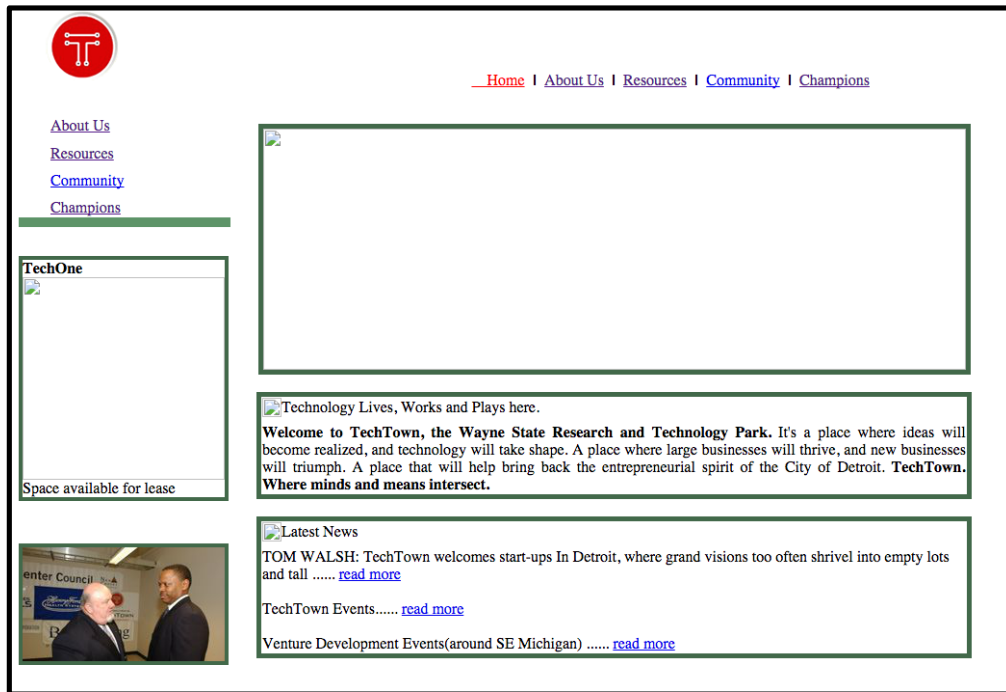 T
Home I About Us I Resources I Community I Champions
About Us
Resources
Community
Champions
TechOne
Space available for lease
Technology Lives, Works and Plays here.
Welcome to TechTown, the Wayne State Research and Technology Park. It's a place where ideas will
become realized, and technology will take shape. A place where large businesses will thrive, and new businesses
will triumph. A place that will help bring back the entrepreneurial spirit of the City of Detroit. TechTown.
Where minds and means intersect.
Latest News
TOM WALSH: TechTown welcomes start-ups In Detroit, where grand visions too often shrivel into empty lots
and tall ...... read more
TechTown Events...... read more
Venture Development Events(around SE Michigan) ...... read more
enter Council